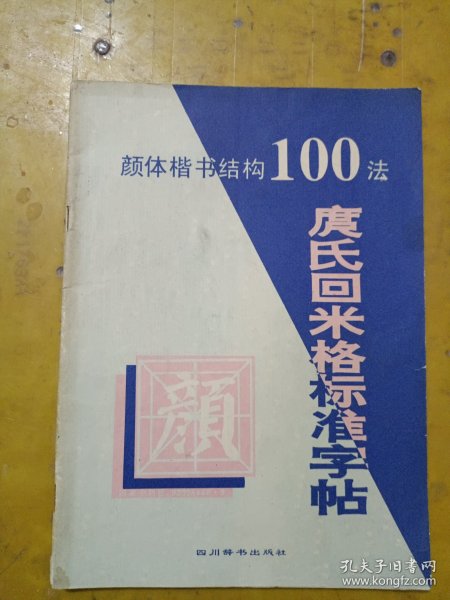 颜体楷书结构100法
庹氏回米格标准字帖
顔
四川辞书出版社
孔夫子旧书网
www.kongfz.com